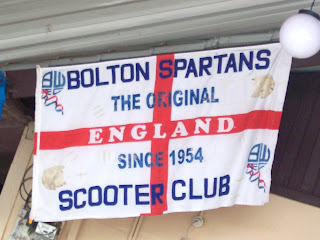 BOLTON SPARTANS
THE ORIGINAL
ENGLAND
SINCE 1954
SCOOTER CLUB